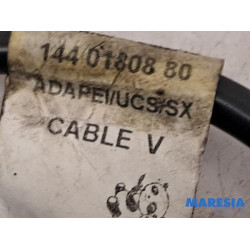 144 01808 80
ADAPEI/UCS/SX
CABLE V
MARESIA